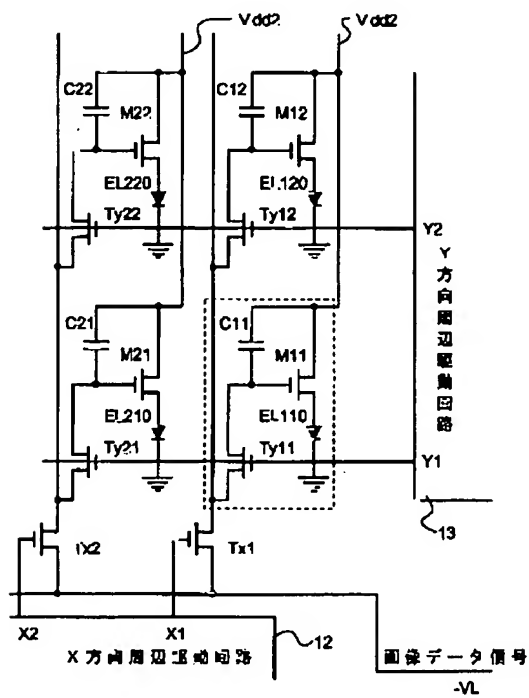 Vdd2 Vdd2
C22 M22 C12 M12
EL220 EL120
Ty22 Ty12 Y2
Y方向周辺駆動回路
C21 M21 C11 M11
EL210 EL110
Ty21 Ty11 Y1
13
Tx2 Tx1
X2 X1 12
X方向周辺駆動回路 画像データ信号
-VL